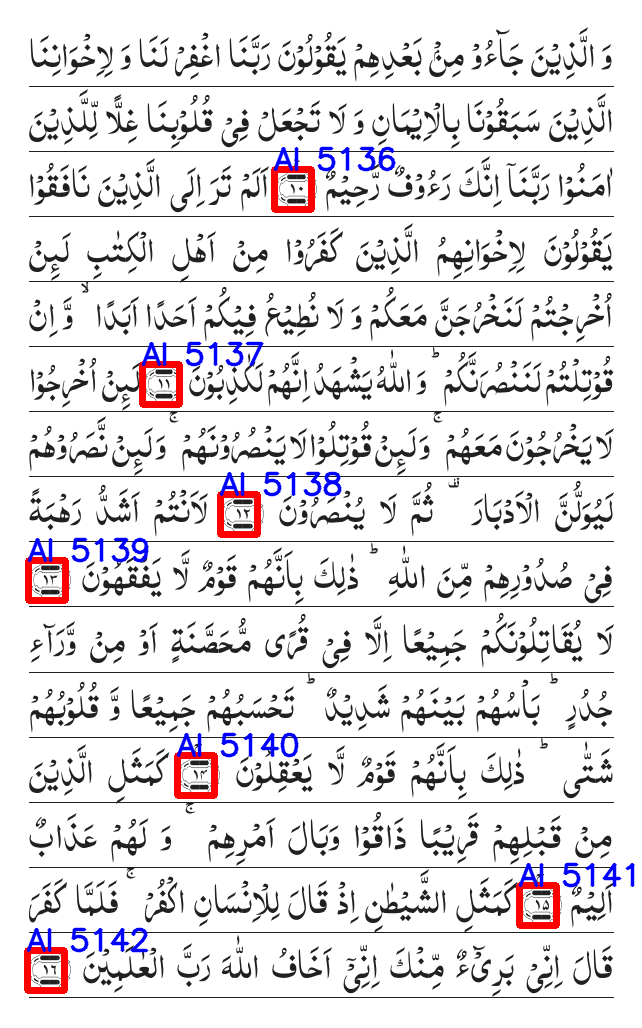 وَ الَّذِیْنَ جَآءُوْ مِنْۢ بَعْدِهِمْ یَقُوْلُوْنَ رَبَّنَا اغْفِرْ لَنَا وَ لِاِخْوَانِنَا
الَّذِیْنَ سَبَقُوْنَا بِالْاِیْمَانِ وَ لَا تَجْعَلْ فِیْ قُلُوْبِنَا غِلًّا لِّلَّذِیْنَ
AI 5136
اٰمَنُوْا رَبَّنَاۤ اِنَّكَ رَءُوْفٌ رَّحِیْمٌ ۱۰ اَلَمْ تَرَ اِلَی الَّذِیْنَ نَافَقُوْا
یَقُوْلُوْنَ لِاِخْوَانِهِمُ الَّذِیْنَ كَفَرُوْا مِنْ اَهْلِ الْكِتٰبِ لَىِٕنْ
اُخْرِجْتُمْ لَنَخْرُجَنَّ مَعَكُمْ وَ لَا نُطِیْعُ فِیْكُمْ اَحَدًا اَبَدًا ۙ وَّ اِنْ
AI 5137
قُوْتِلْتُمْ لَنَنْصُرَنَّكُمْ ؕ وَ اللّٰهُ یَشْهَدُ اِنَّهُمْ لَكٰذِبُوْنَ ۱۱ لَىِٕنْ اُخْرِجُوْا
لَا یَخْرُجُوْنَ مَعَهُمْ ۚ وَ لَىِٕنْ قُوْتِلُوْا لَا یَنْصُرُوْنَهُمْ ۚ وَ لَىِٕنْ نَّصَرُوْهُمْ
AI 5138
لَیُوَلُّنَّ الْاَدْبَارَ ۫ ثُمَّ لَا یُنْصَرُوْنَ ۱۲ لَاَنْتُمْ اَشَدُّ رَهْبَةً
AI 5139
فِیْ صُدُوْرِهِمْ مِّنَ اللّٰهِ ؕ ذٰلِكَ بِاَنَّهُمْ قَوْمٌ لَّا یَفْقَهُوْنَ ۱۳
لَا یُقَاتِلُوْنَكُمْ جَمِیْعًا اِلَّا فِیْ قُرًی مُّحَصَّنَةٍ اَوْ مِنْ وَّرَآءِ
جُدُرٍ ؕ بَاْسُهُمْ بَیْنَهُمْ شَدِیْدٌ ؕ تَحْسَبُهُمْ جَمِیْعًا وَّ قُلُوْبُهُمْ
AI 5140
شَتّٰی ؕ ذٰلِكَ بِاَنَّهُمْ قَوْمٌ لَّا یَعْقِلُوْنَ ۱۴ كَمَثَلِ الَّذِیْنَ
مِنْ قَبْلِهِمْ قَرِیْبًا ذَاقُوْا وَبَالَ اَمْرِهِمْ ۚ وَ لَهُمْ عَذَابٌ
AI 5141
اَلِیْمٌ ۱۵ كَمَثَلِ الشَّیْطٰنِ اِذْ قَالَ لِلْاِنْسَانِ اكْفُرْ ۚ فَلَمَّا كَفَرَ
AI 5142
قَالَ اِنِّیْ بَرِیْٓءٌ مِّنْكَ اِنِّیْۤ اَخَافُ اللّٰهَ رَبَّ الْعٰلَمِیْنَ ۱۶